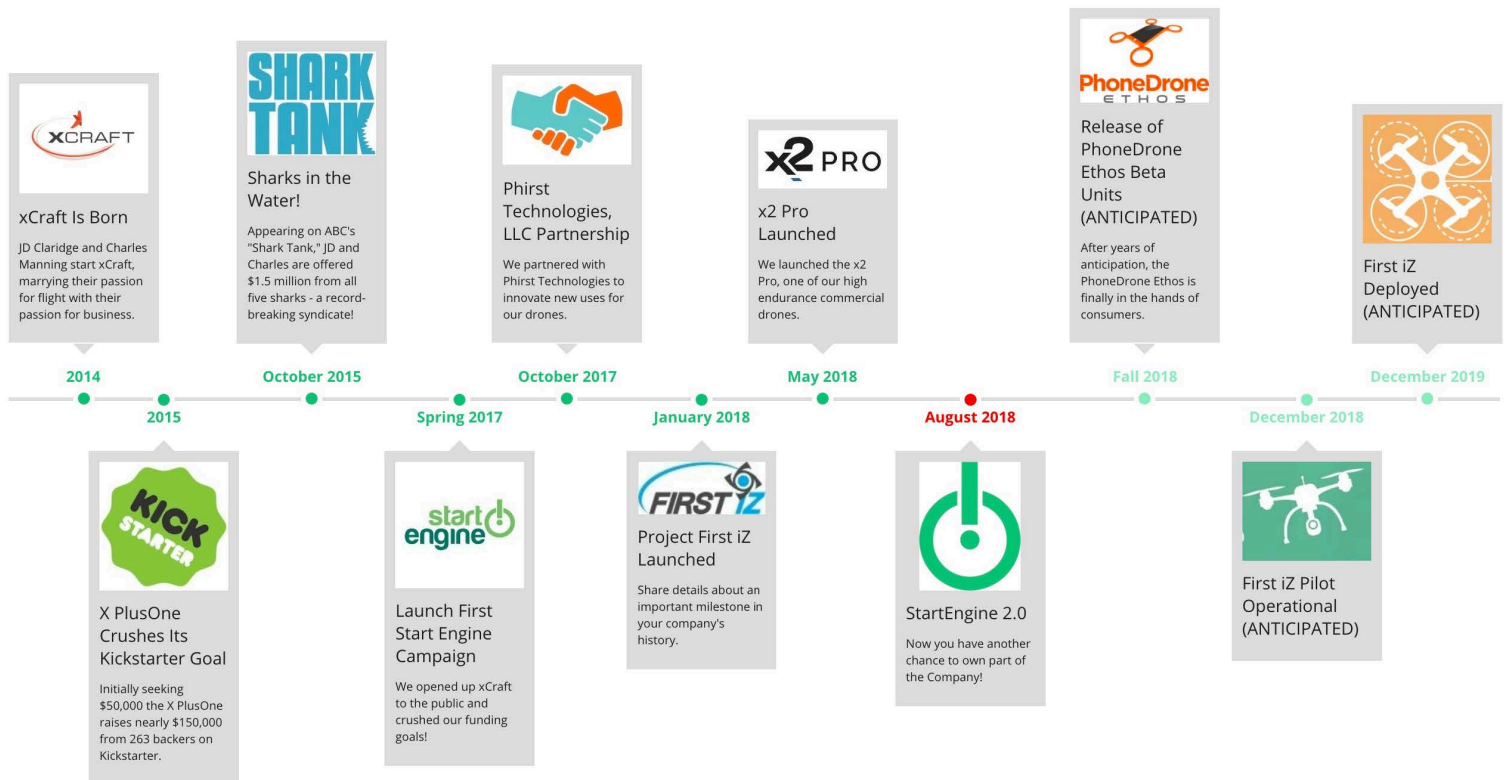 XCRAFT
xCraft Is Born
JD Claridge and Charles
Manning start xCraft,
marrying their passion
for flight with their
passion for business.
2014
KICK
STARTER
2015
X PlusOne
Crushes Its
Kickstarter Goal
Initially seeking
$50,000 the X PlusOne
raises nearly $150,000
from 263 backers on
Kickstarter.
SHARK
TANK
Sharks in the
Water!
Appearing on ABC's
"Shark Tank," JD and
Charles are offered
$1.5 million from all
five sharks - a record-
breaking syndicate!
October 2015
Spring 2017
start
engine
Launch First
Start Engine
Campaign
We opened up xCraft
to the public and
crushed our funding
goals!
Phirst
Technologies,
LLC Partnership
We partnered with
Phirst Technologies to
innovate new uses for
our drones.
October 2017
January 2018
FIRST iZ
Project First iZ
Launched
Share details about an
important milestone in
your company's
history.
x2 PRO
x2 Pro
Launched
We launched the x2
Pro, one of our high
endurance commercial
drones.
May 2018
August 2018
StartEngine 2.0
Now you have another
chance to own part of
the Company!
PhoneDrone
ETHOS
Release of
PhoneDrone
Ethos Beta
Units
(ANTICIPATED)
After years of
anticipation, the
PhoneDrone Ethos is
finally in the hands of
consumers.
Fall 2018
December 2018
First iZ Pilot
Operational
(ANTICIPATED)
First iZ
Deployed
(ANTICIPATED)
December 2019